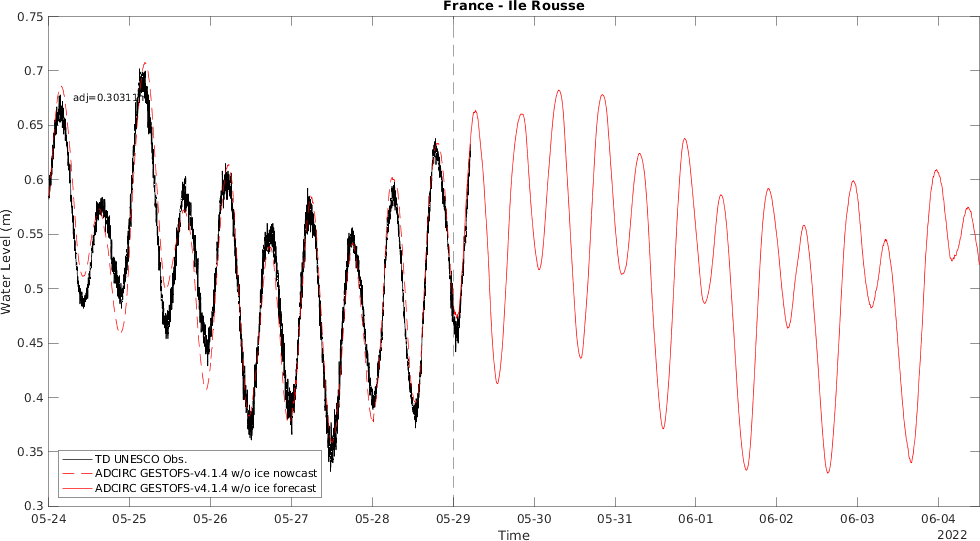 France - Ile Rousse
0.75
0.7
0.65
0.6
0.55
0.5
0.45
0.4
0.35
0.3
Water Level (m)
adj=0.30311
TD UNESCO Obs.
ADCIRC GESTOFS-v4.1.4 w/o ice nowcast
ADCIRC GESTOFS-v4.1.4 w/o ice forecast
05-24 05-25 05-26 05-27 05-28 05-29 05-30 05-31 06-01 06-02 06-03 06-04
Time
2022